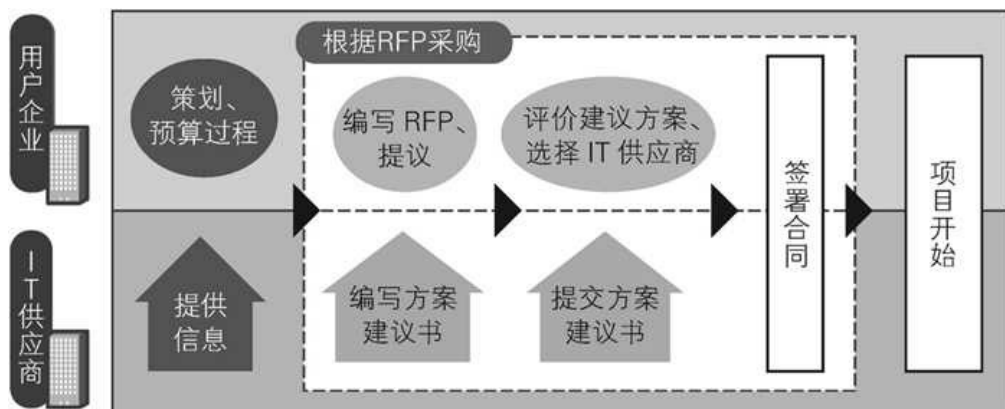 用户企业
根据RFP采购
策划、
预算过程
编写 RFP、
提议
评价建议方案、
选择 IT 供应商
签署合同
项目开始
IT供应商
提供
信息
编写方案
建议书
提交方案
建议书